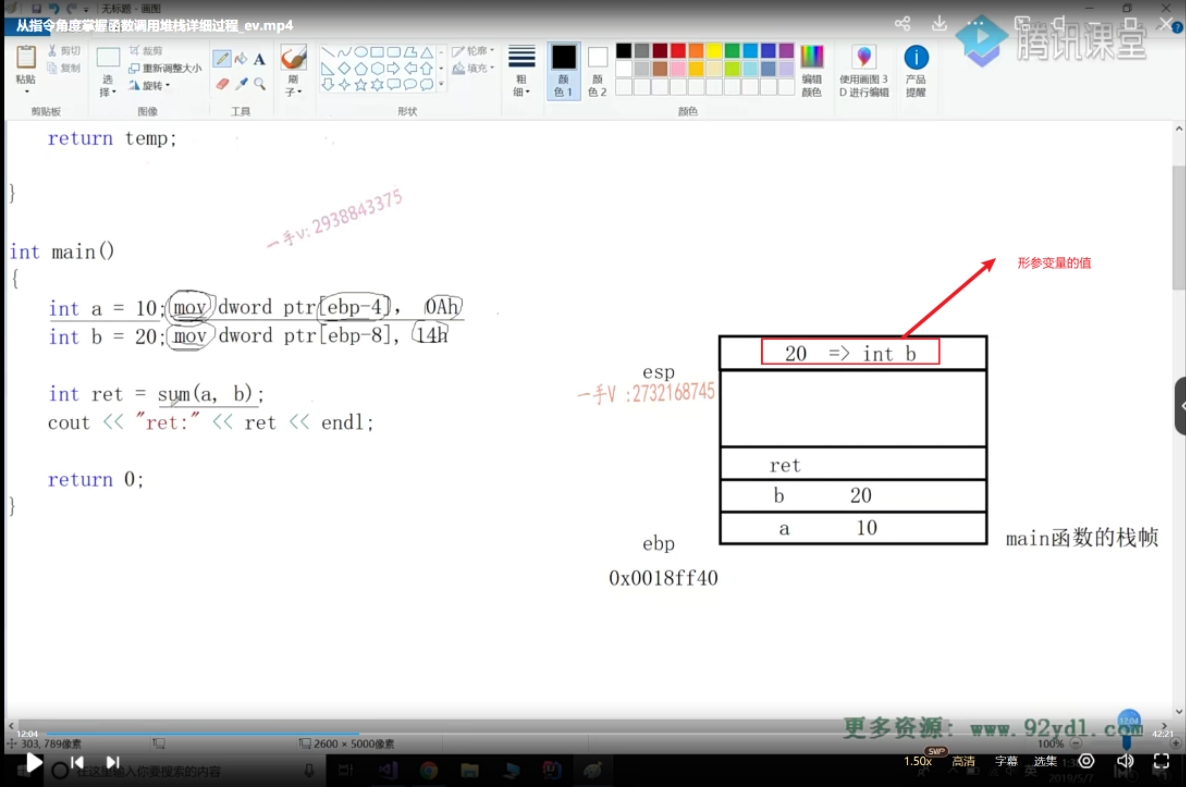 无标题 - 画图
从指令角度掌握函数调用堆栈详细过程_ev.mp4
腾讯课堂
粘贴
剪切
复制
选择
裁剪
重新调整大小
旋转
刷子
轮廓
填充
粗细
颜色 1
颜色 2
编辑颜色
使用画图 3D 进行编辑
产品提醒
剪贴板
图像
工具
形状
颜色
return temp;
}
一手v: 2938843375
int main()
{
形参变量的值
int a = 10; mov dword ptr[ebp-4], 0Ah
int b = 20; mov dword ptr[ebp-8], 14h
20 => int b
esp
一手V :2732168745
int ret = sum(a, b);
cout << "ret:" << ret << endl;
ret
return 0;
b 20
}
a 10
ebp
main函数的栈帧
0x0018ff40
更多资源: www.92ydl.com
12:04
12:04
42:21
303, 789像素
2600 × 5000像素
100%
在这里输入你要搜索的内容
SVIP
1.50x
高清
字幕
选集
2019/5/7